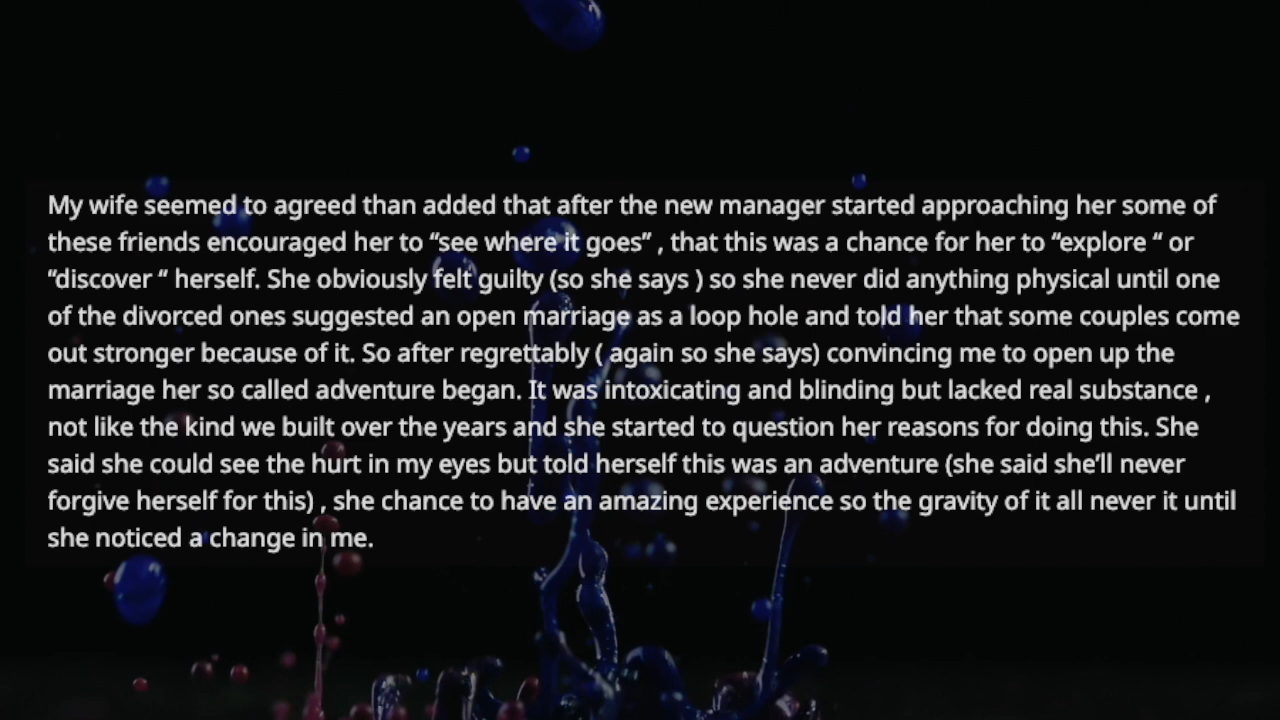 My wife seemed to agreed than added that after the new manager started approaching her some of
these friends encouraged her to “see where it goes” , that this was a chance for her to “explore “ or
“discover “ herself. She obviously felt guilty (so she says ) so she never did anything physical until one
of the divorced ones suggested an open marriage as a loop hole and told her that some couples come
out stronger because of it. So after regrettably ( again so she says) convincing me to open up the
marriage her so called adventure began. It was intoxicating and blinding but lacked real substance ,
not like the kind we built over the years and she started to question her reasons for doing this. She
said she could see the hurt in my eyes but told herself this was an adventure (she said she’ll never
forgive herself for this) , she chance to have an amazing experience so the gravity of it all never it until
she noticed a change in me.